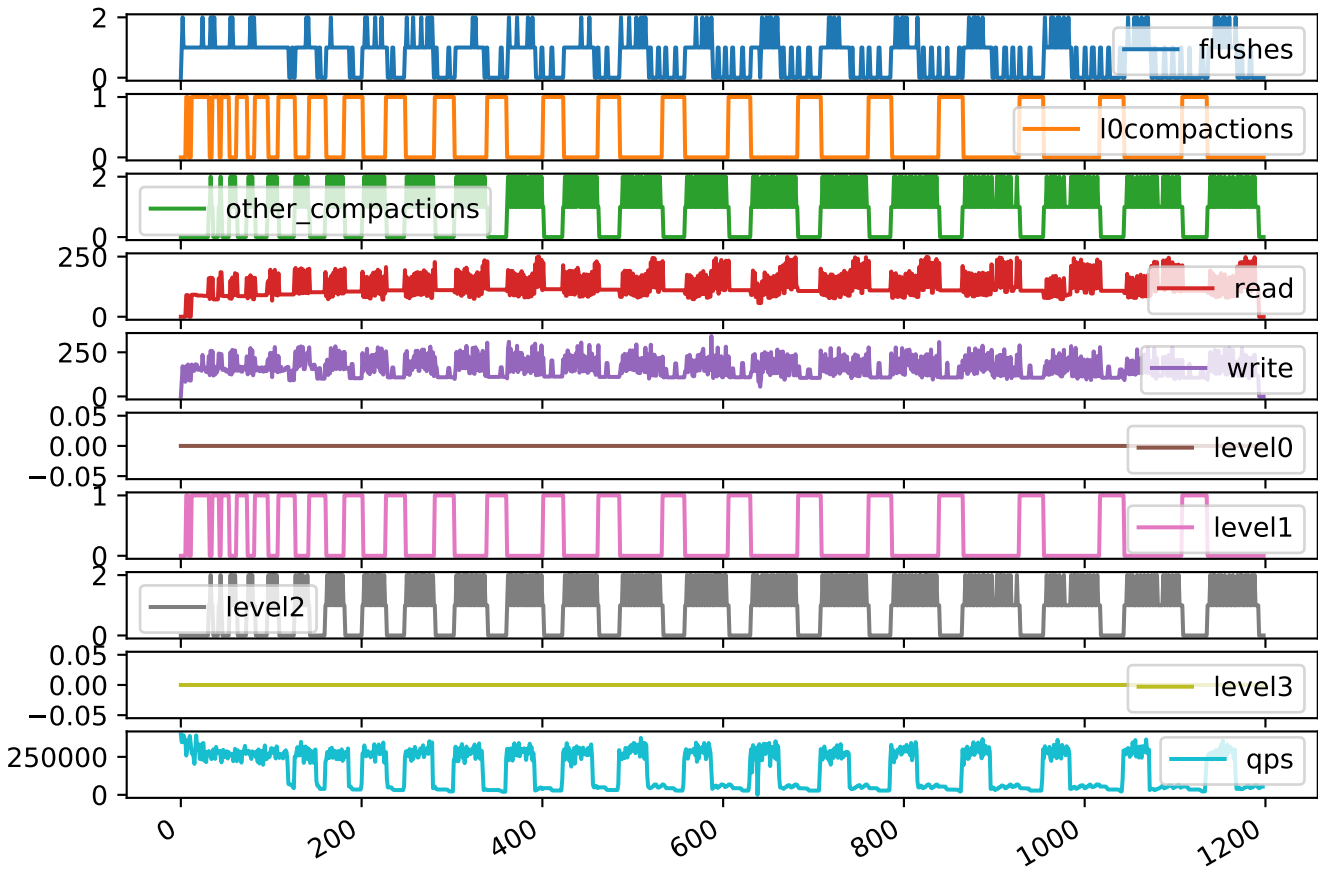 2
0
flushes
1
0
l0compactions
2
0
other_compactions
250
0
read
250
0
write
0.05
0.00
−0.05
level0
1
0
level1
2
0
level2
0.05
0.00
−0.05
level3
250000
0
qps
0
200
400
600
800
1000
1200